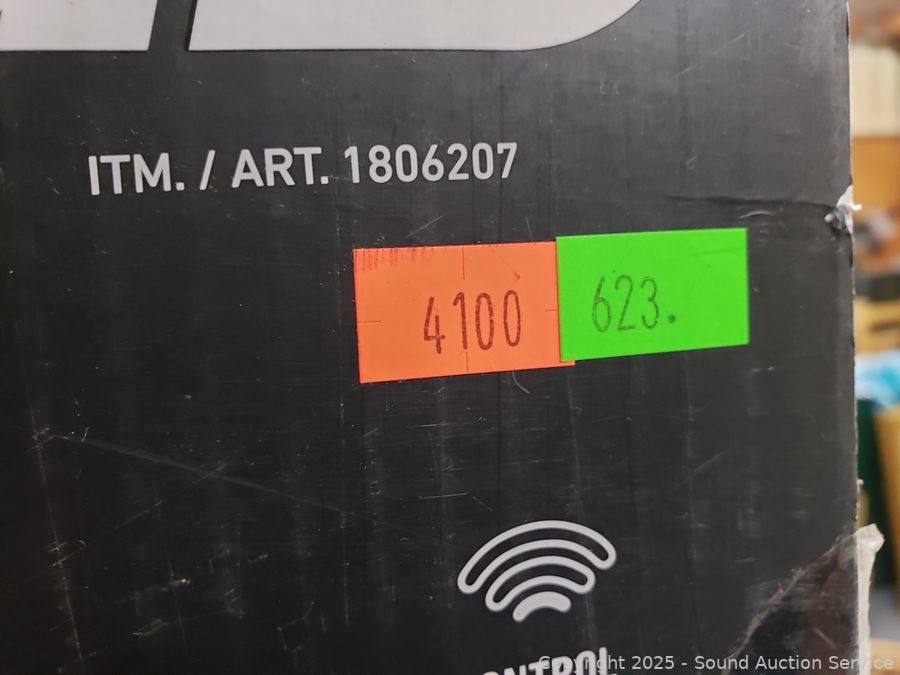 ITM. / ART. 1806207
4100 623.
Copyright 2025 - Sound Auction Service